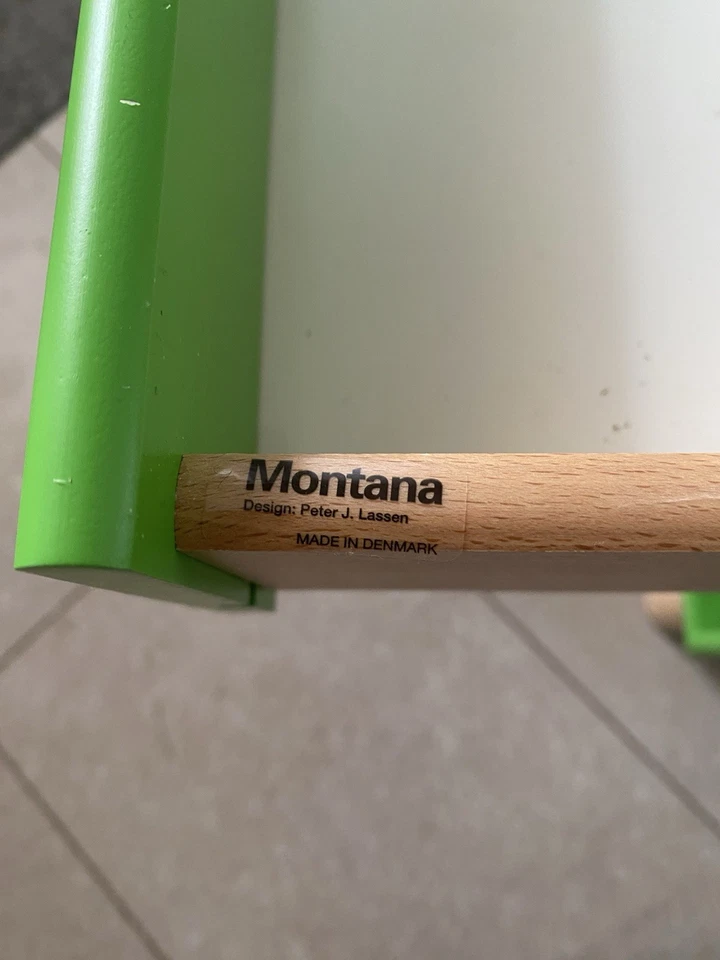 Montana
Design: Peter J. Lassen
MADE IN DENMARK